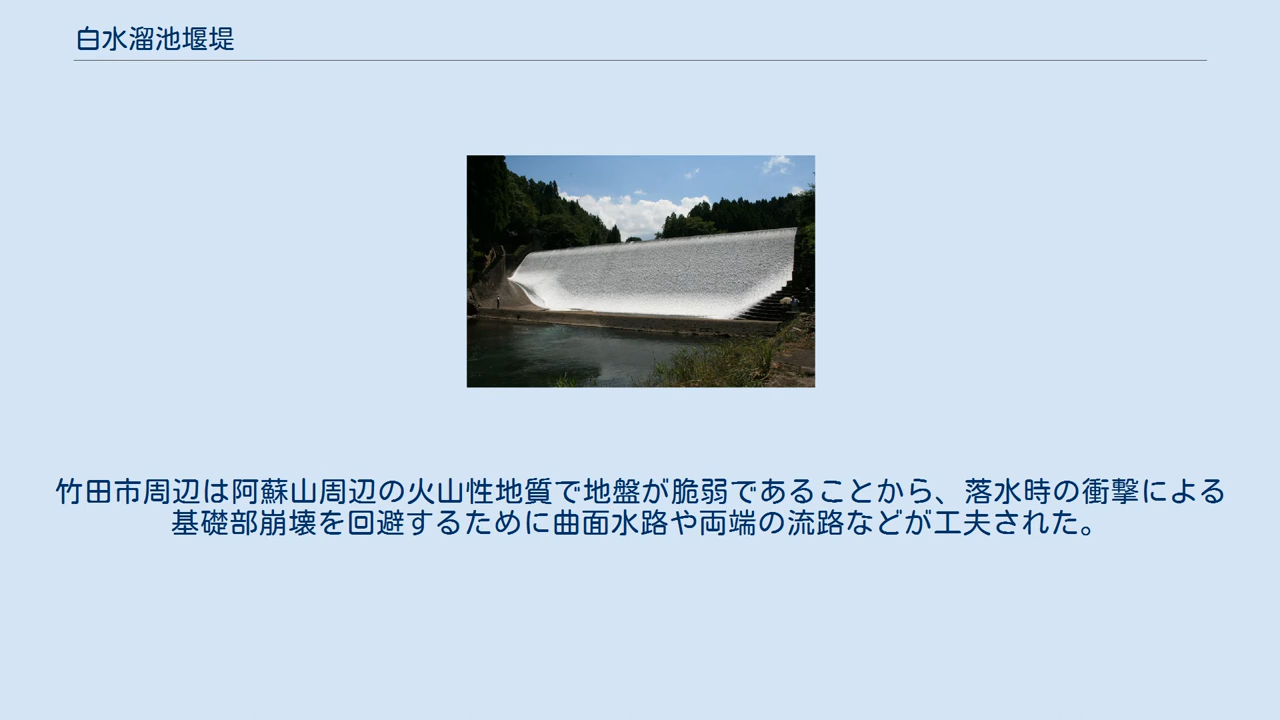 白水溜池堰堤
竹田市周辺は阿蘇山周辺の火山性地質で地盤が脆弱であることから、落水時の衝撃による
基礎部崩壊を回避するために曲面水路や両端の流路などが工夫された。